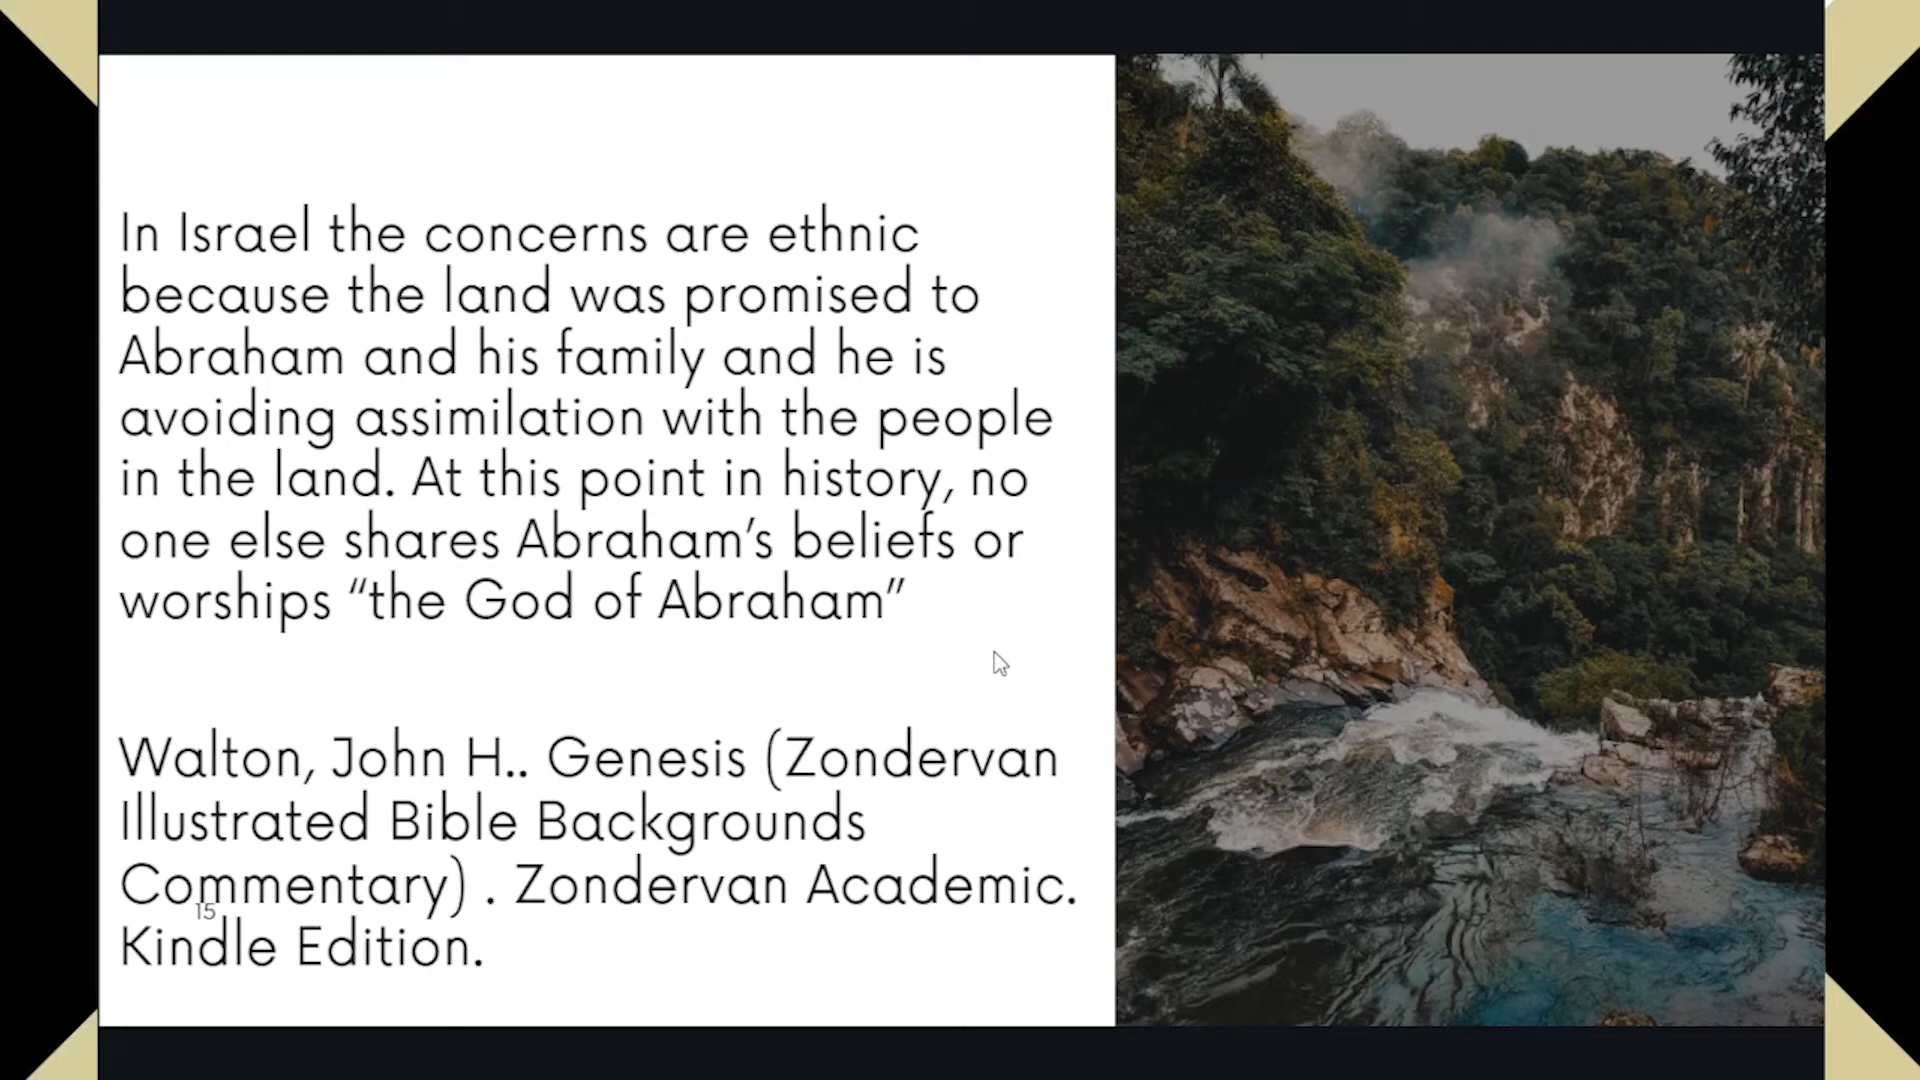 In Israel the concerns are ethnic
because the land was promised to
Abraham and his family and he is
avoiding assimilation with the people
in the land. At this point in history, no
one else shares Abraham’s beliefs or
worships “the God of Abraham”
Walton, John H.. Genesis (Zondervan
Illustrated Bible Backgrounds
Commentary) . Zondervan Academic.
15
Kindle Edition.